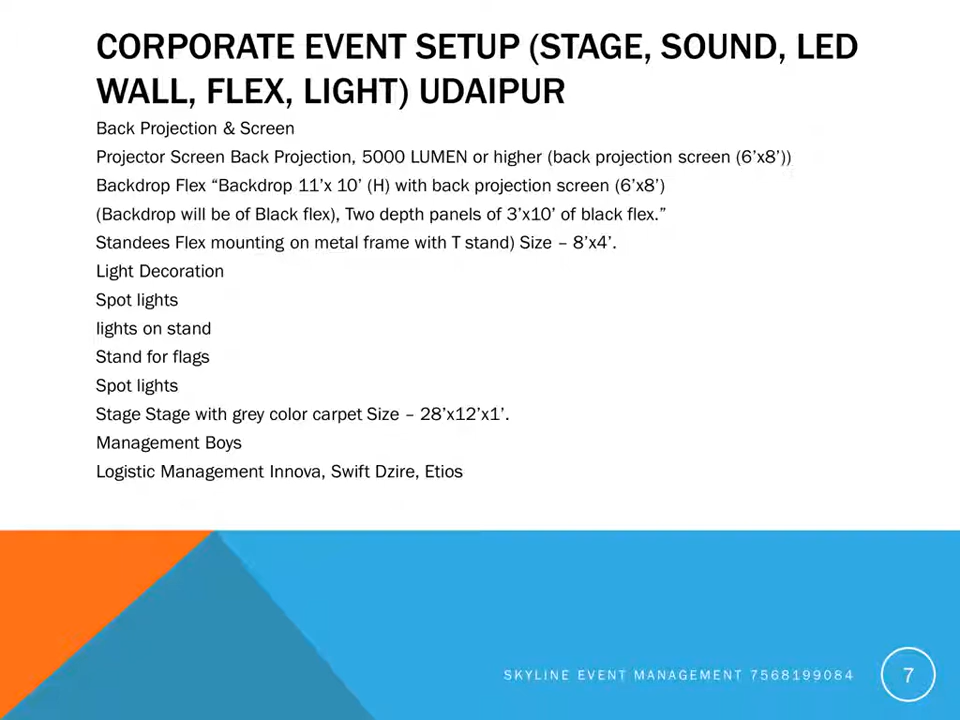 CORPORATE EVENT SETUP (STAGE, SOUND, LED
WALL, FLEX, LIGHT) UDAIPUR
Back Projection & Screen
Projector Screen Back Projection, 5000 LUMEN or higher (back projection screen (6’x8’))
Backdrop Flex “Backdrop 11’x 10’ (H) with back projection screen (6’x8’)
(Backdrop will be of Black flex), Two depth panels of 3’x10’ of black flex.”
Standees Flex mounting on metal frame with T stand) Size – 8’x4’.
Light Decoration
Spot lights
lights on stand
Stand for flags
Spot lights
Stage Stage with grey color carpet Size – 28’x12’x1’.
Management Boys
Logistic Management Innova, Swift Dzire, Etios
SKYLINE EVENT MANAGEMENT 7568199084
7